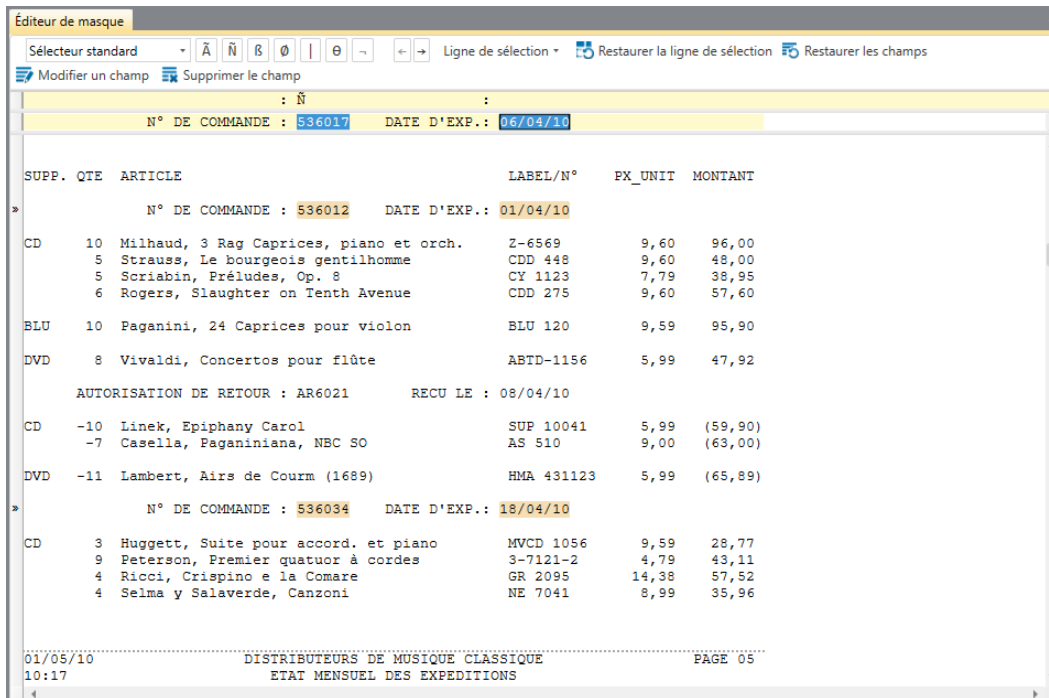 Éditeur de masque
Sélecteur standard Ã Ñ ß Ø | θ ¬ ← → Ligne de sélection Restaurer la ligne de sélection Restaurer les champs
Modifier un champ Supprimer le champ
: Ñ :
N° DE COMMANDE : 536017 DATE D'EXP.: 06/04/10
SUPP. QTE ARTICLE LABEL/N° PX_UNIT MONTANT
» N° DE COMMANDE : 536012 DATE D'EXP.: 01/04/10
CD 10 Milhaud, 3 Rag Caprices, piano et orch. Z-6569 9,60 96,00
5 Strauss, Le bourgeois gentilhomme CDD 448 9,60 48,00
5 Scriabin, Préludes, Op. 8 CY 1123 7,79 38,95
6 Rogers, Slaughter on Tenth Avenue CDD 275 9,60 57,60
BLU 10 Paganini, 24 Caprices pour violon BLU 120 9,59 95,90
DVD 8 Vivaldi, Concertos pour flûte ABTD-1156 5,99 47,92
AUTORISATION DE RETOUR : AR6021 RECU LE : 08/04/10
CD -10 Linek, Epiphany Carol SUP 10041 5,99 (59,90)
-7 Casella, Paganiniana, NBC SO AS 510 9,00 (63,00)
DVD -11 Lambert, Airs de Courm (1689) HMA 431123 5,99 (65,89)
» N° DE COMMANDE : 536034 DATE D'EXP.: 18/04/10
CD 3 Huggett, Suite pour accord. et piano MVCD 1056 9,59 28,77
9 Peterson, Premier quatuor à cordes 3-7121-2 4,79 43,11
4 Ricci, Crispino e la Comare GR 2095 14,38 57,52
4 Selma y Salaverde, Canzoni NE 7041 8,99 35,96
01/05/10 DISTRIBUTEURS DE MUSIQUE CLASSIQUE PAGE 05
10:17 ETAT MENSUEL DES EXPEDITIONS